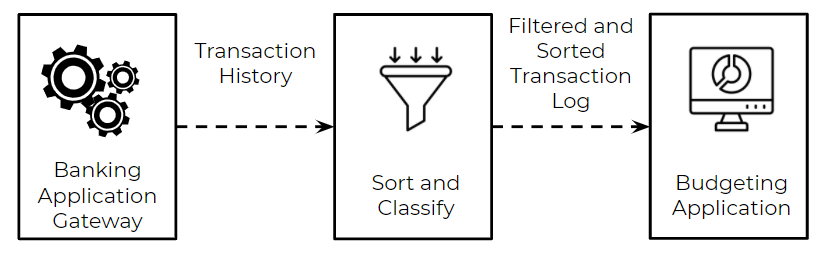 Transaction
History
Filtered and
Sorted
Transaction
Log
Banking
Application
Gateway
Sort and
Classify
Budgeting
Application